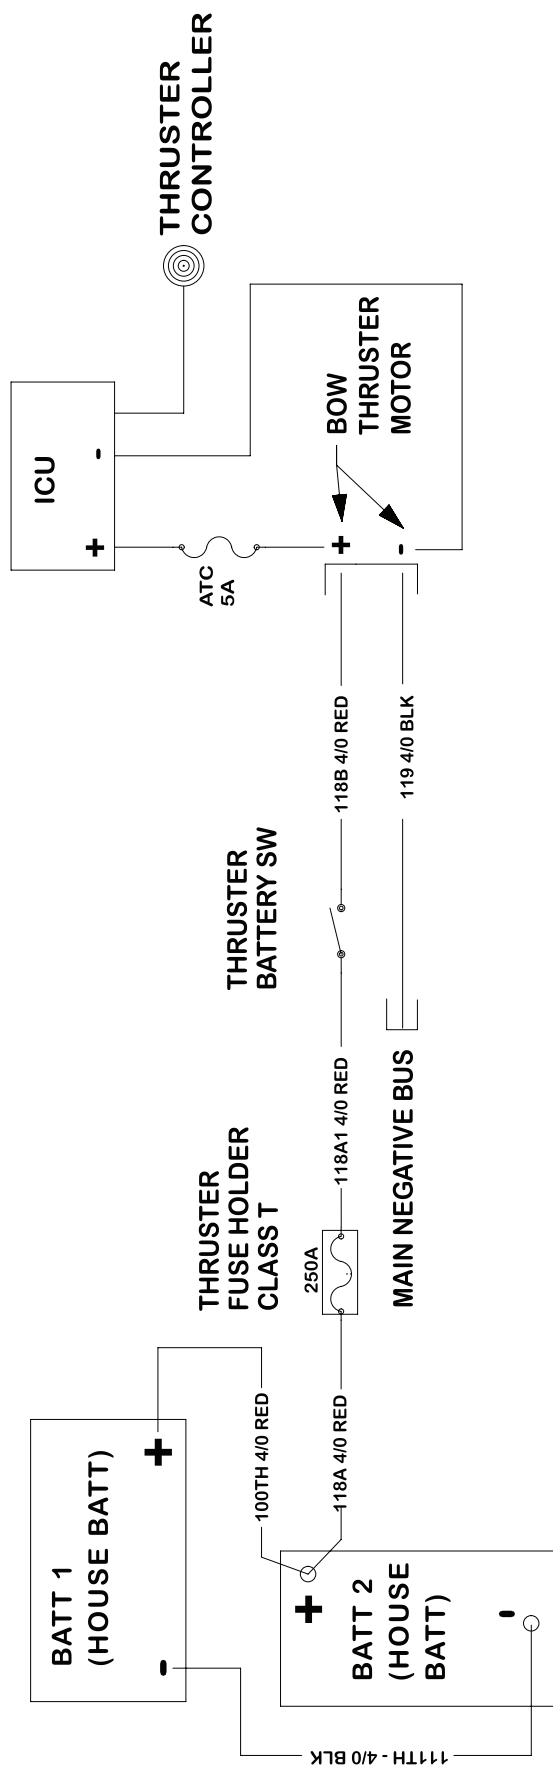 THRUSTER
CONTROLLER
ICU
+
-
ATC
5A
BOW
THRUSTER
MOTOR
+
-
118B 4/0 RED
119 4/0 BLK
THRUSTER
BATTERY SW
118A1 4/0 RED
MAIN NEGATIVE BUS
THRUSTER
FUSE HOLDER
CLASS T
250A
118A 4/0 RED
100TH 4/0 RED
BATT 1
(HOUSE BATT)
-
+
BATT 2
(HOUSE
BATT)
+
-
111TH - 4/0 BLK